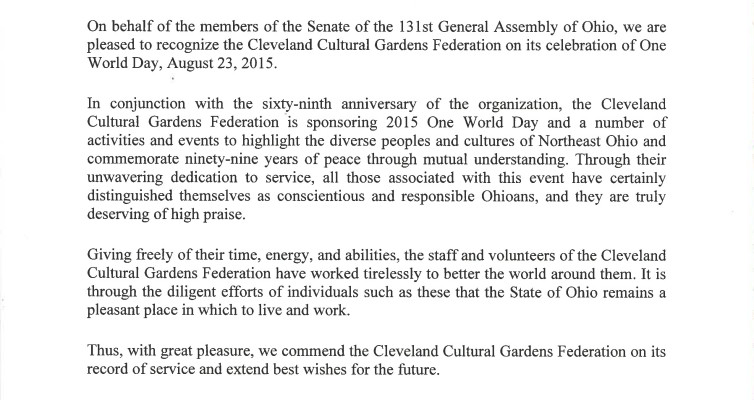 On behalf of the members of the Senate of the 131st General Assembly of Ohio, we are
pleased to recognize the Cleveland Cultural Gardens Federation on its celebration of One
World Day, August 23, 2015.
In conjunction with the sixty-ninth anniversary of the organization, the Cleveland
Cultural Gardens Federation is sponsoring 2015 One World Day and a number of
activities and events to highlight the diverse peoples and cultures of Northeast Ohio and
commemorate ninety-nine years of peace through mutual understanding. Through their
unwavering dedication to service, all those associated with this event have certainly
distinguished themselves as conscientious and responsible Ohioans, and they are truly
deserving of high praise.
Giving freely of their time, energy, and abilities, the staff and volunteers of the Cleveland
Cultural Gardens Federation have worked tirelessly to better the world around them. It is
through the diligent efforts of individuals such as these that the State of Ohio remains a
pleasant place in which to live and work.
Thus, with great pleasure, we commend the Cleveland Cultural Gardens Federation on its
record of service and extend best wishes for the future.